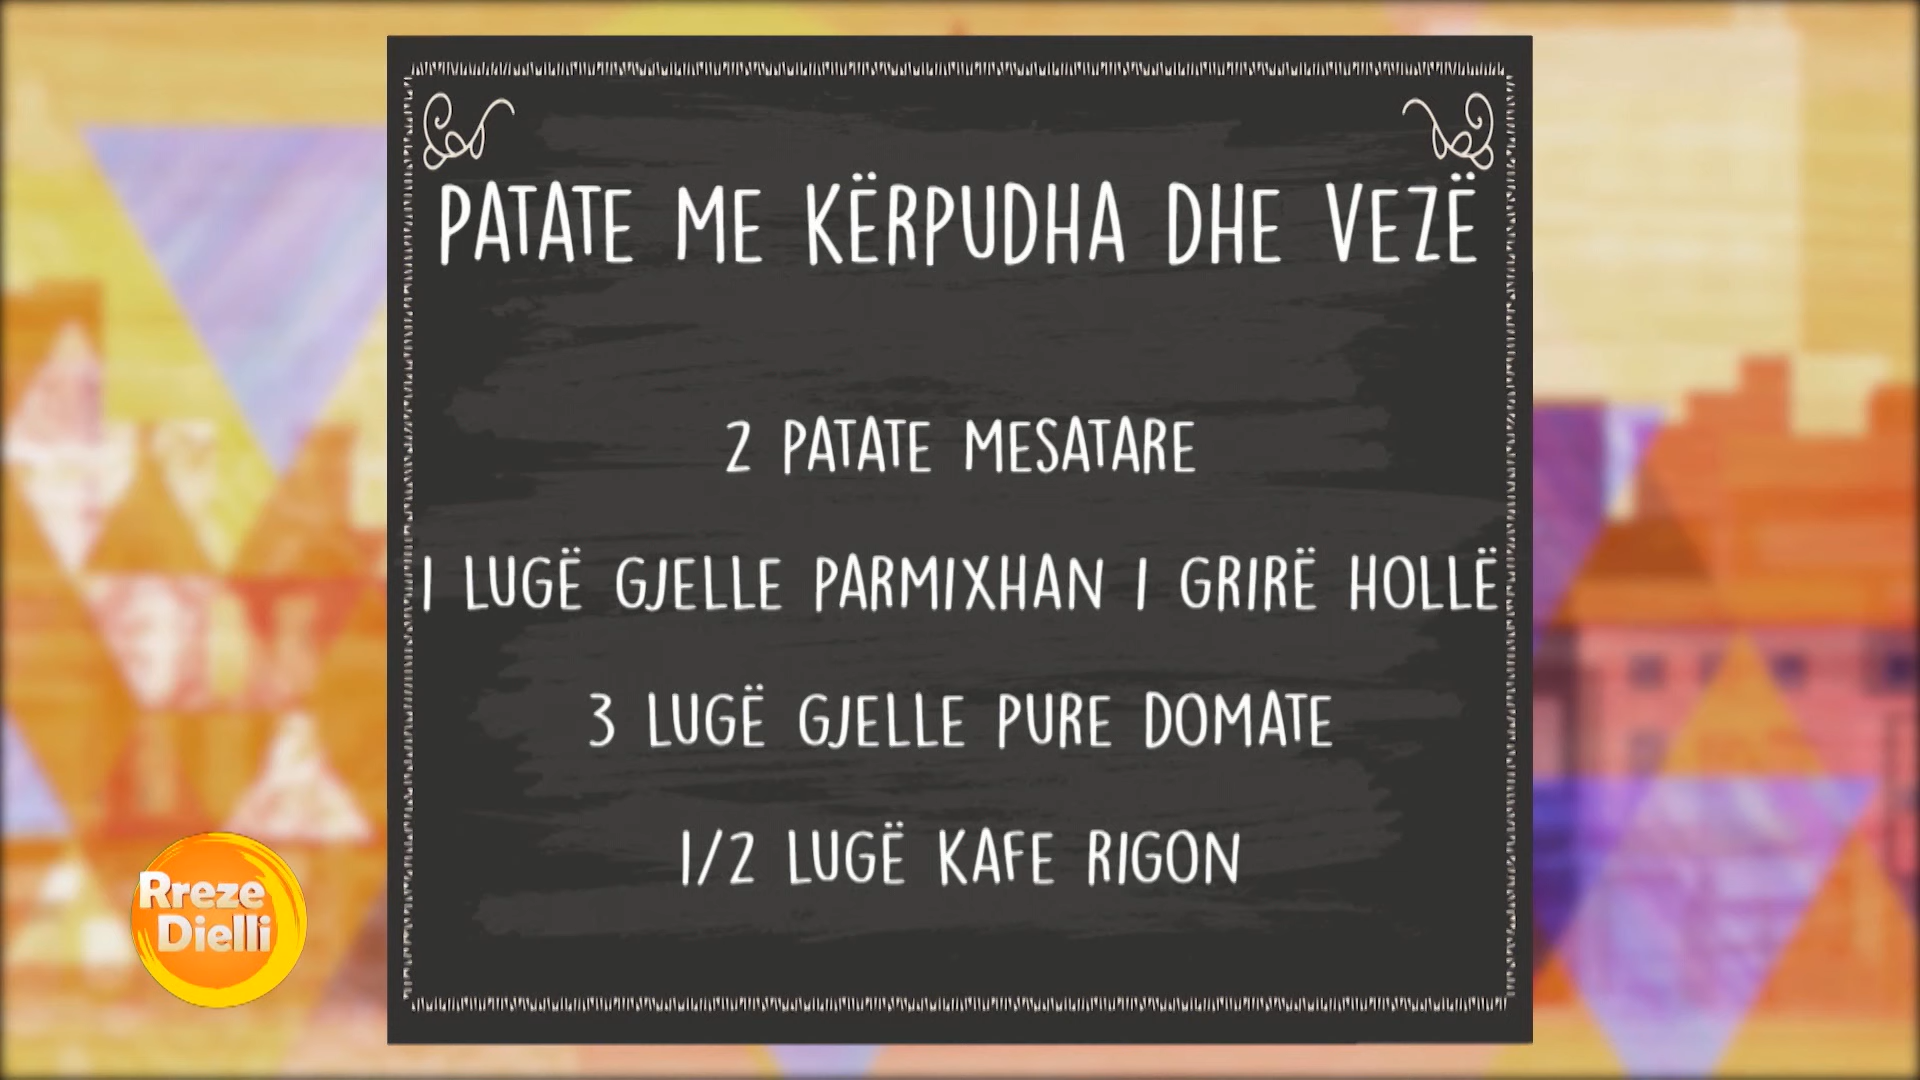 PATATE ME KËRPUDHA DHE VEZË
2 PATATE MESATARE
1 LUGË GJELLE PARMIXHAN I GRIRË HOLLË
3 LUGË GJELLE PURE DOMATE
1/2 LUGË KAFE RIGON
Rreze
Dielli